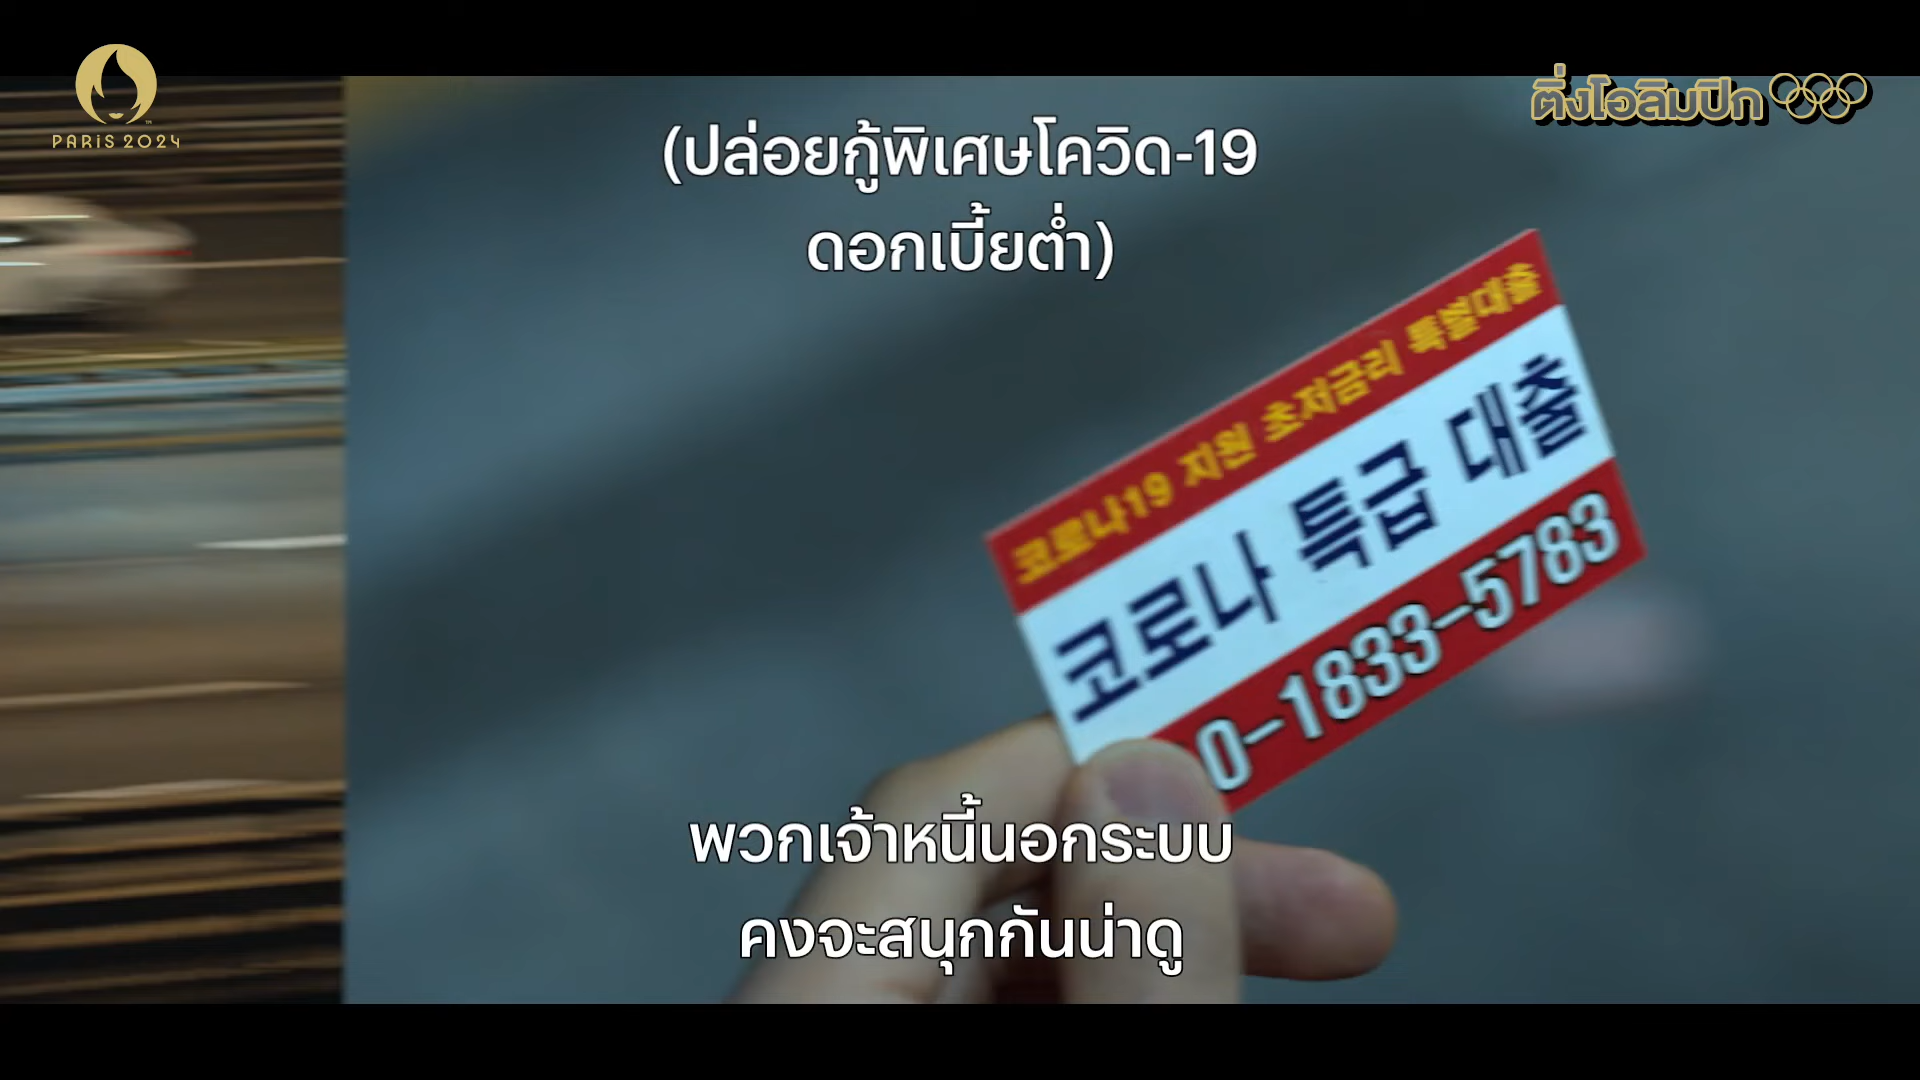 PARIS 2024
ติ่งโอลิมปิก
(ปล่อยกู้พิเศษโควิด-19
ดอกเบี้ยต่ำ)
코로나19 지원 초저금리 특별대출
코로나 특급 대출
0-1833-5783
พวกเจ้าหนี้นอกระบบ
คงจะสนุกกันน่าดู